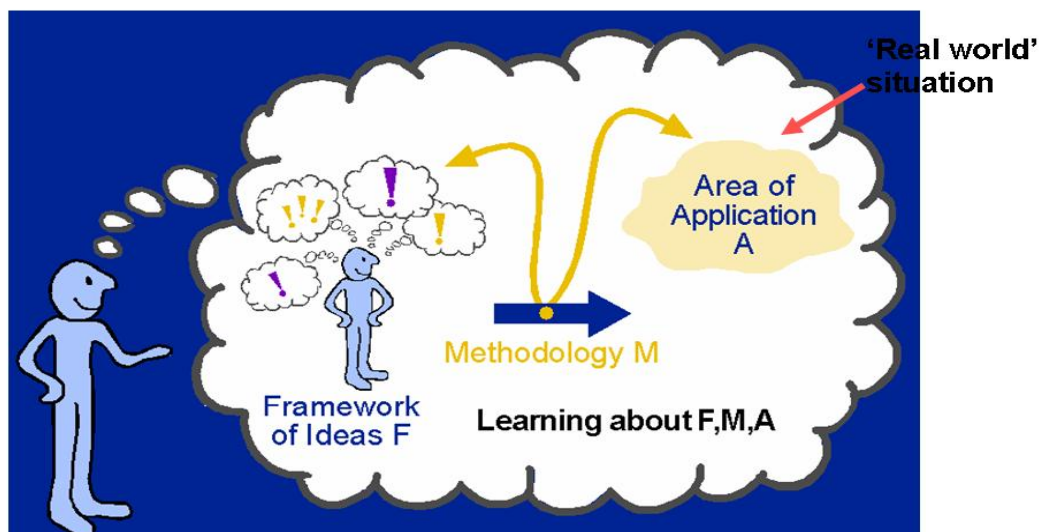 ‘Real world’
situation
Area of
Application
A
!!!
!
!
!
Methodology M
Framework
of Ideas F
Learning about F,M,A